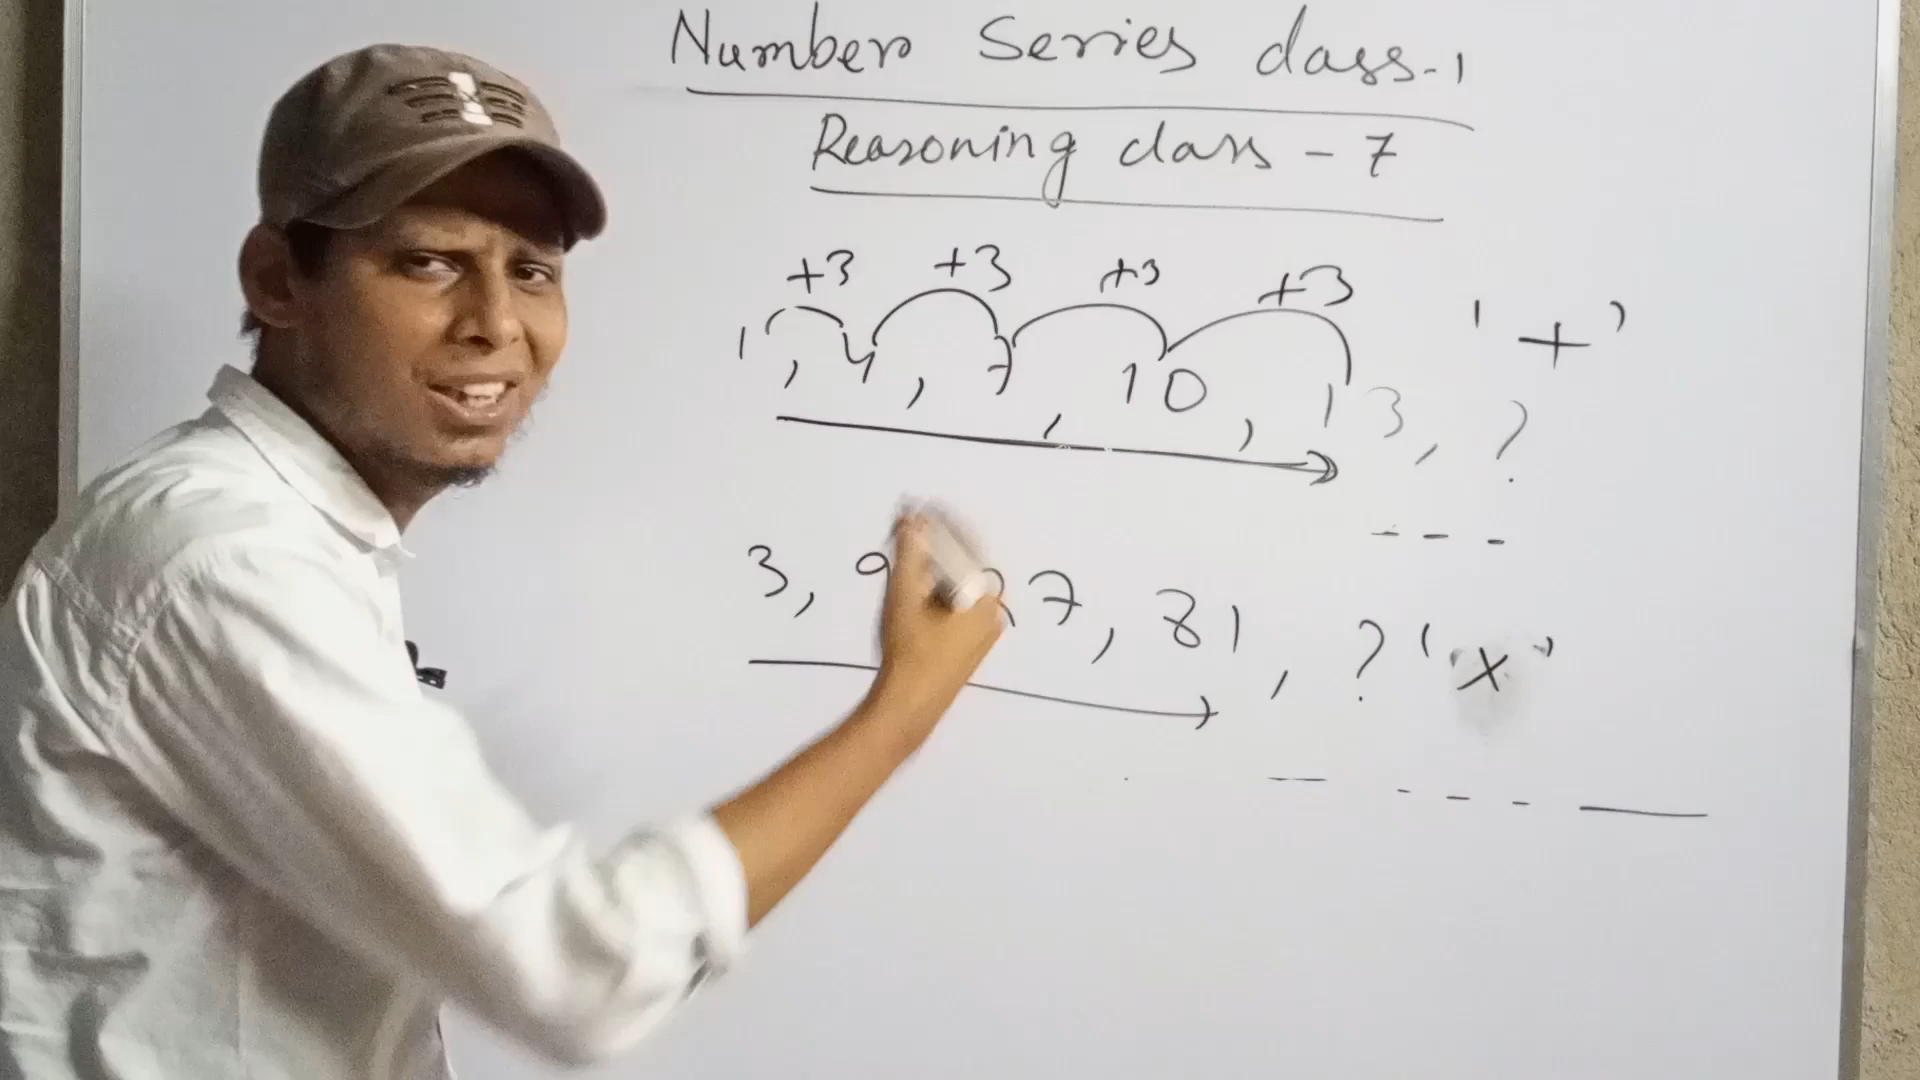 Number Series class-1
Reasoning class - 7
+3 +3 +3 +3
1, 4, 7, 10, 13, ? '+'
---
3, 9 27, 81, ? 'x'